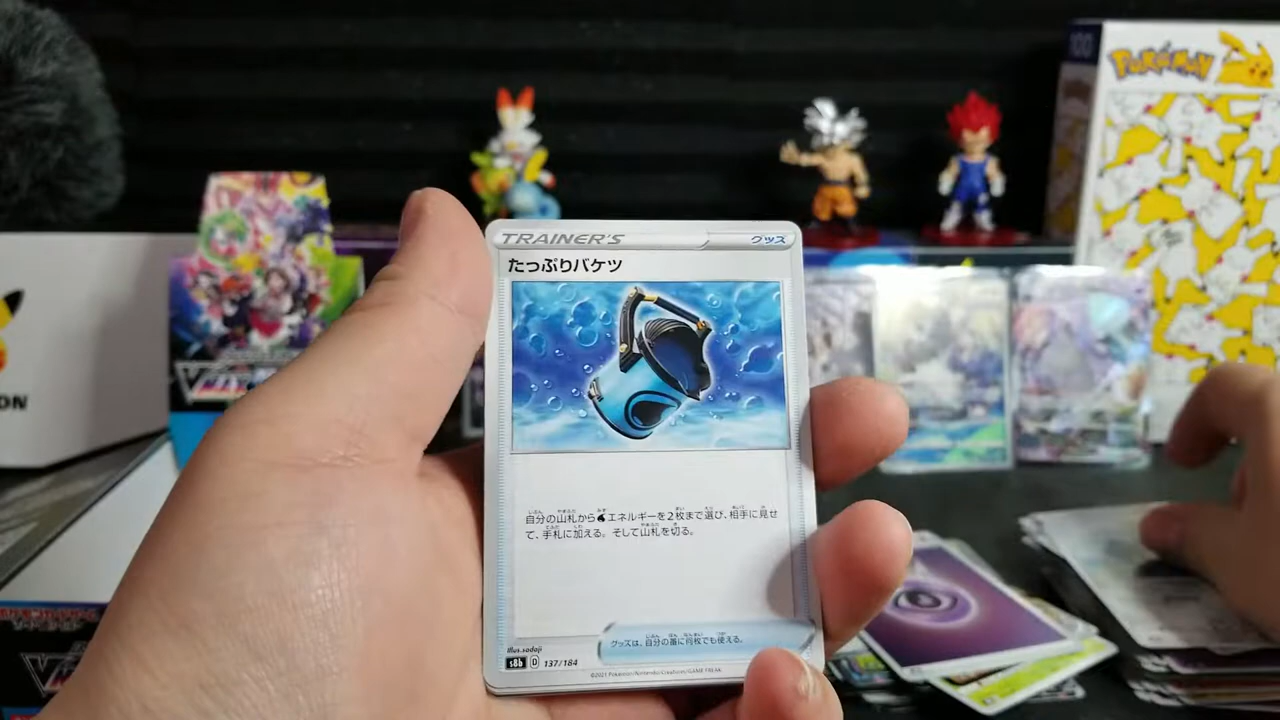 POKÉMON
100
TRAINER'S
グッズ
たっぷりバケツ
自分の山札からエネルギーを2枚まで選び、相手に見せ
て、手札に加える。そして山札を切る。
グッズは、自分の番に何枚でも使える。
Illus.sadaji
s8b D 137/184
©2021 Pokémon/Nintendo/Creatures/GAME FREAK
ON